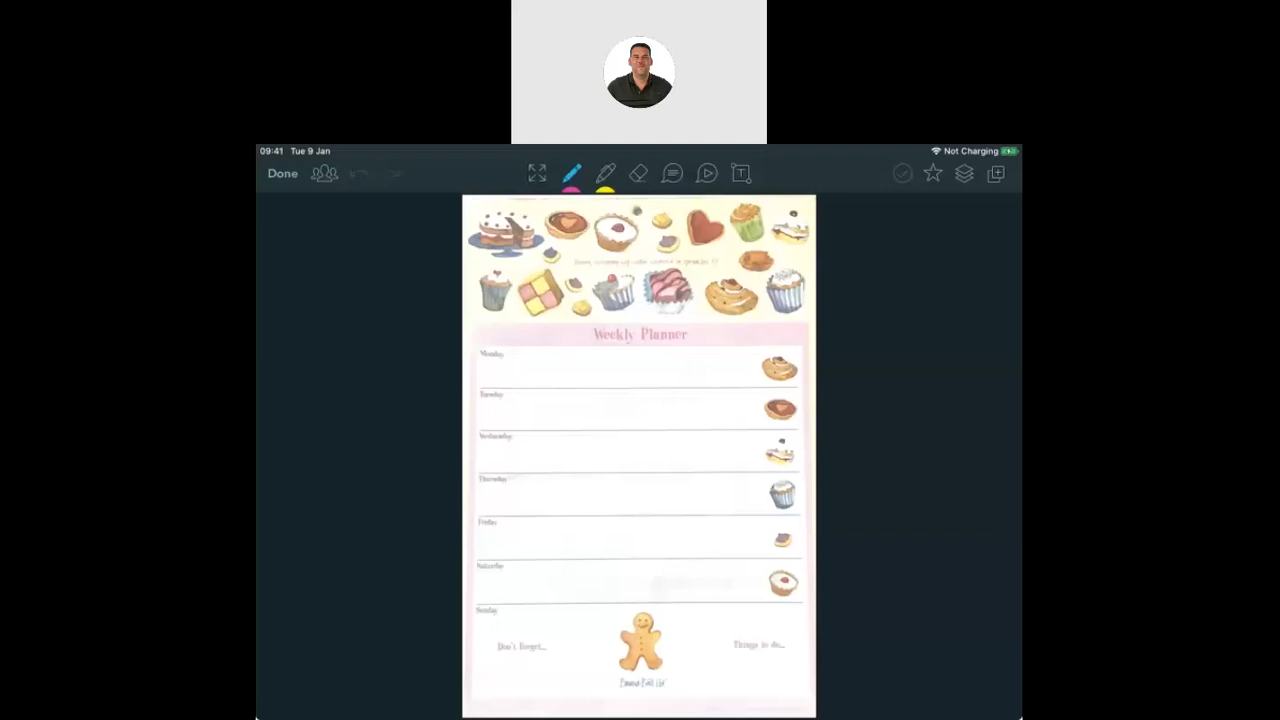 09:41 Tue 9 Jan
Not Charging
Done
T
Weekly Planner
Monday
Tuesday
Wednesday
Thursday
Friday
Saturday
Sunday
Don't forget...
Things to do...